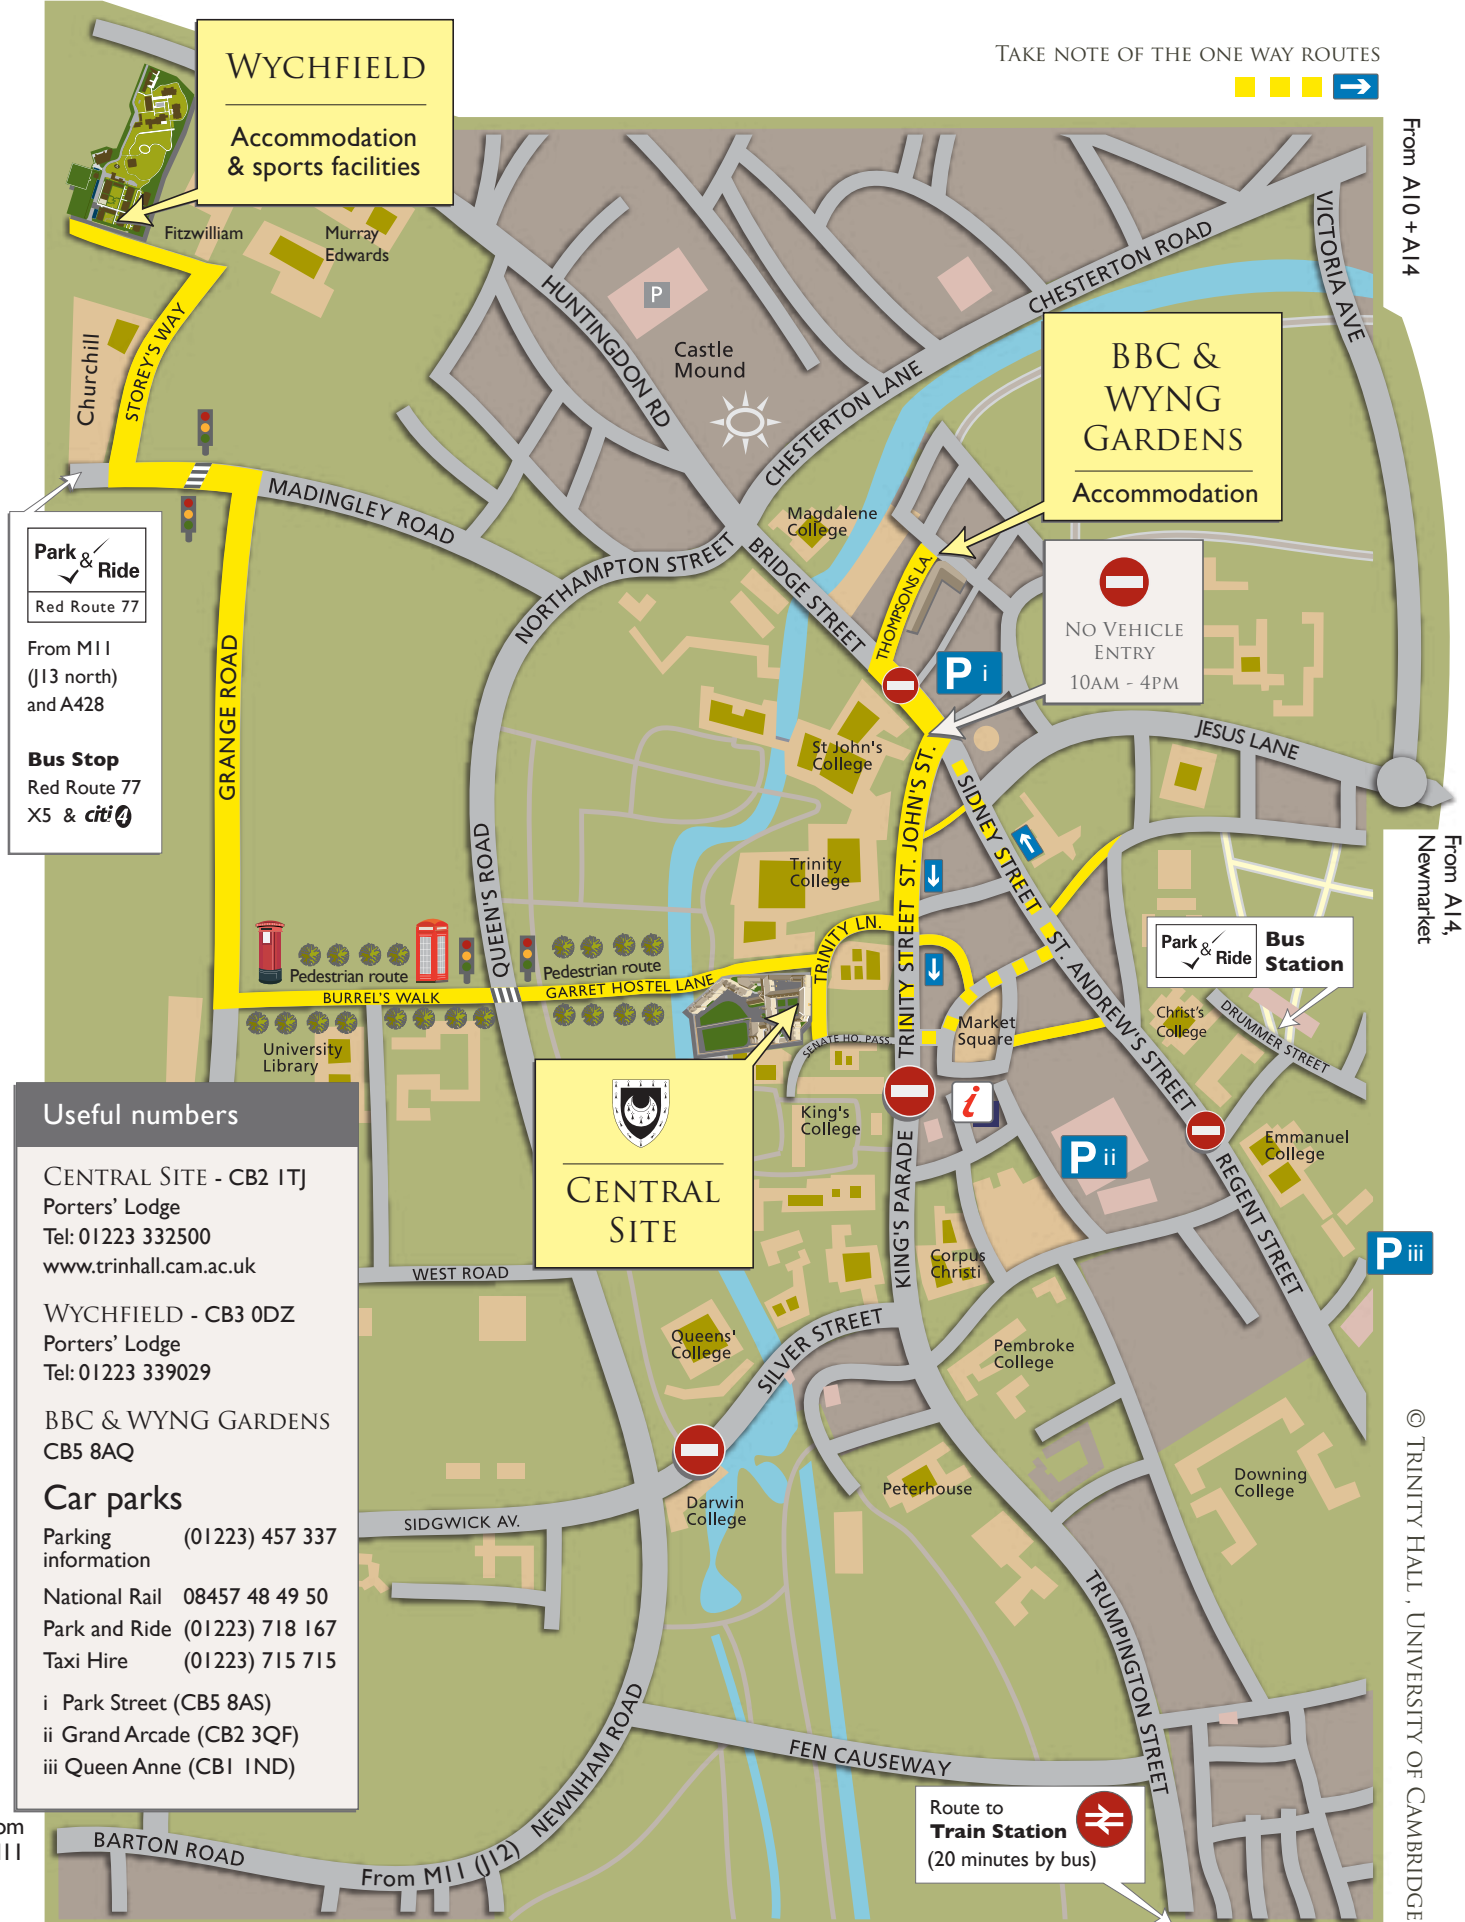 WYCHFIELD
Accommodation
& sports facilities
TAKE NOTE OF THE ONE WAY ROUTES
From A10 + A14
Fitzwilliam
Murray
Edwards
Churchill
STOREY'S WAY
HUNTINGDON RD
P
Castle
Mound
CHESTERTON ROAD
VICTORIA AVE
CHESTERTON LANE
BBC &
WYNG
GARDENS
Accommodation
MADINGLEY ROAD
Magdalene
College
NORTHAMPTON STREET
BRIDGE STREET
THOMPSONS LA.
NO VEHICLE
ENTRY
10AM - 4PM
P i
Park & Ride
Red Route 77
From M11
(J13 north)
and A428
Bus Stop
Red Route 77
X5 & citi 4
GRANGE ROAD
St John's
College
JESUS LANE
ST. JOHN'S ST.
SIDNEY STREET
QUEEN'S ROAD
Trinity
College
From A14,
Newmarket
Park & Ride
Bus
Station
TRINITY LN.
TRINITY STREET
ST. ANDREW'S STREET
Pedestrian route
Pedestrian route
BURREL'S WALK
GARRET HOSTEL LANE
Market
Square
Christ's
College
DRUMMER STREET
SENATE HO. PASS.
University
Library
King's
College
i
P ii
Emmanuel
College
CENTRAL
SITE
KING'S PARADE
REGENT STREET
P iii
Corpus
Christi
WEST ROAD
Queens'
College
SILVER STREET
Pembroke
College
Darwin
College
Peterhouse
Downing
College
SIDGWICK AV.
TRUMPINGTON STREET
NEWNHAM ROAD
FEN CAUSEWAY
Useful numbers
CENTRAL SITE - CB2 1TJ
Porters' Lodge
Tel: 01223 332500
www.trinhall.cam.ac.uk
WYCHFIELD - CB3 0DZ
Porters' Lodge
Tel: 01223 339029
BBC & WYNG GARDENS
CB5 8AQ
Car parks
Parking information (01223) 457 337
National Rail 08457 48 49 50
Park and Ride (01223) 718 167
Taxi Hire (01223) 715 715
i Park Street (CB5 8AS)
ii Grand Arcade (CB2 3QF)
iii Queen Anne (CB1 1ND)
BARTON ROAD
From M11 (J12)
Route to
Train Station
(20 minutes by bus)
© TRINITY HALL, UNIVERSITY OF CAMBRIDGE